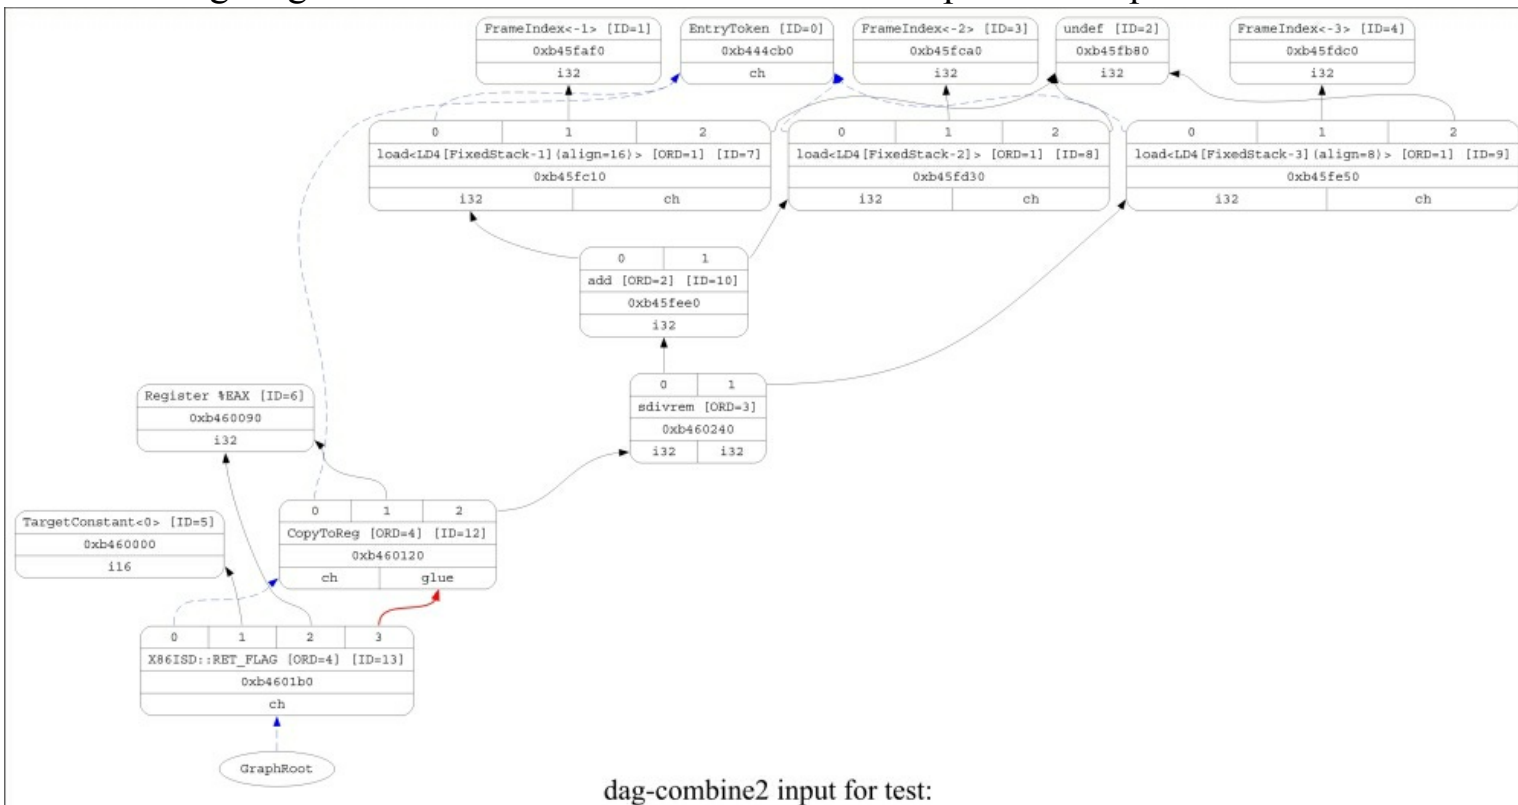 FrameIndex<-1> [ID=1]
0xb45faf0
i32
EntryToken [ID=0]
0xb444cb0
ch
FrameIndex<-2> [ID=3]
0xb45fca0
i32
undef [ID=2]
0xb45fb80
i32
FrameIndex<-3> [ID=4]
0xb45fdc0
i32
0 1 2
load<LD4[FixedStack-1](align=16)> [ORD=1] [ID=7]
0xb45fc10
i32 ch
0 1 2
load<LD4[FixedStack-2]> [ORD=1] [ID=8]
0xb45fd30
i32 ch
0 1 2
load<LD4[FixedStack-3](align=8)> [ORD=1] [ID=9]
0xb45fe50
i32 ch
0 1
add [ORD=2] [ID=10]
0xb45fee0
i32
0 1
sdivrem [ORD=3]
0xb460240
i32 i32
Register %EAX [ID=6]
0xb460090
i32
0 1 2
CopyToReg [ORD=4] [ID=12]
0xb460120
ch glue
TargetConstant<0> [ID=5]
0xb460000
i16
0 1 2 3
X86ISD::RET_FLAG [ORD=4] [ID=13]
0xb4601b0
ch
GraphRoot
dag-combine2 input for test: